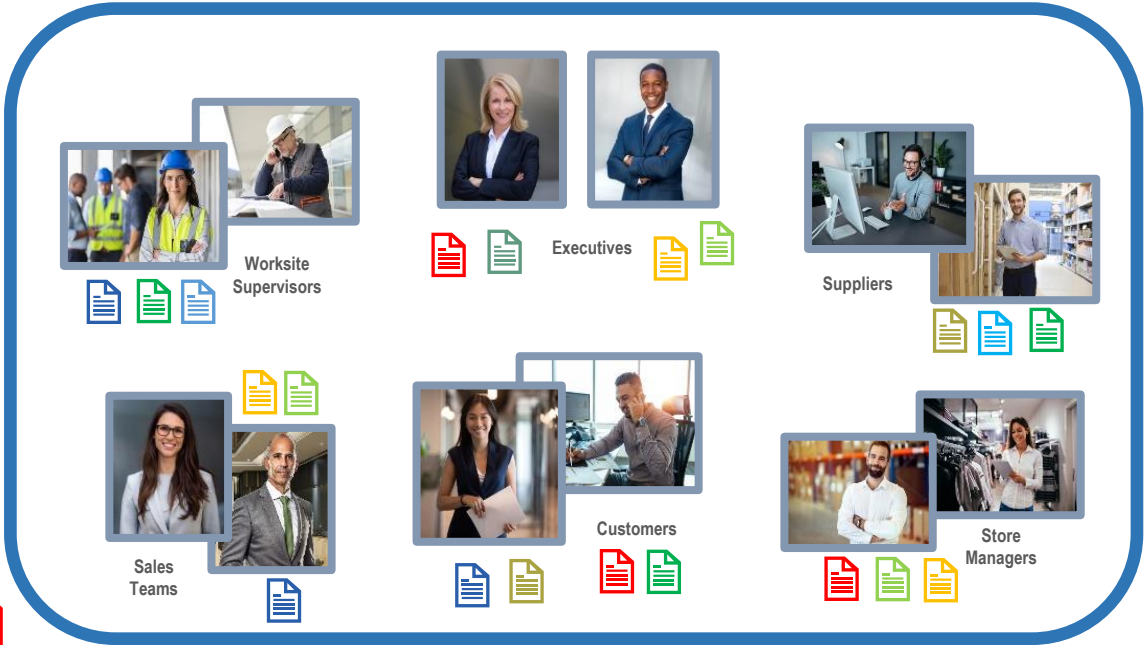 Executives
Worksite
Supervisors
Suppliers
Customers
Store
Managers
Sales
Teams